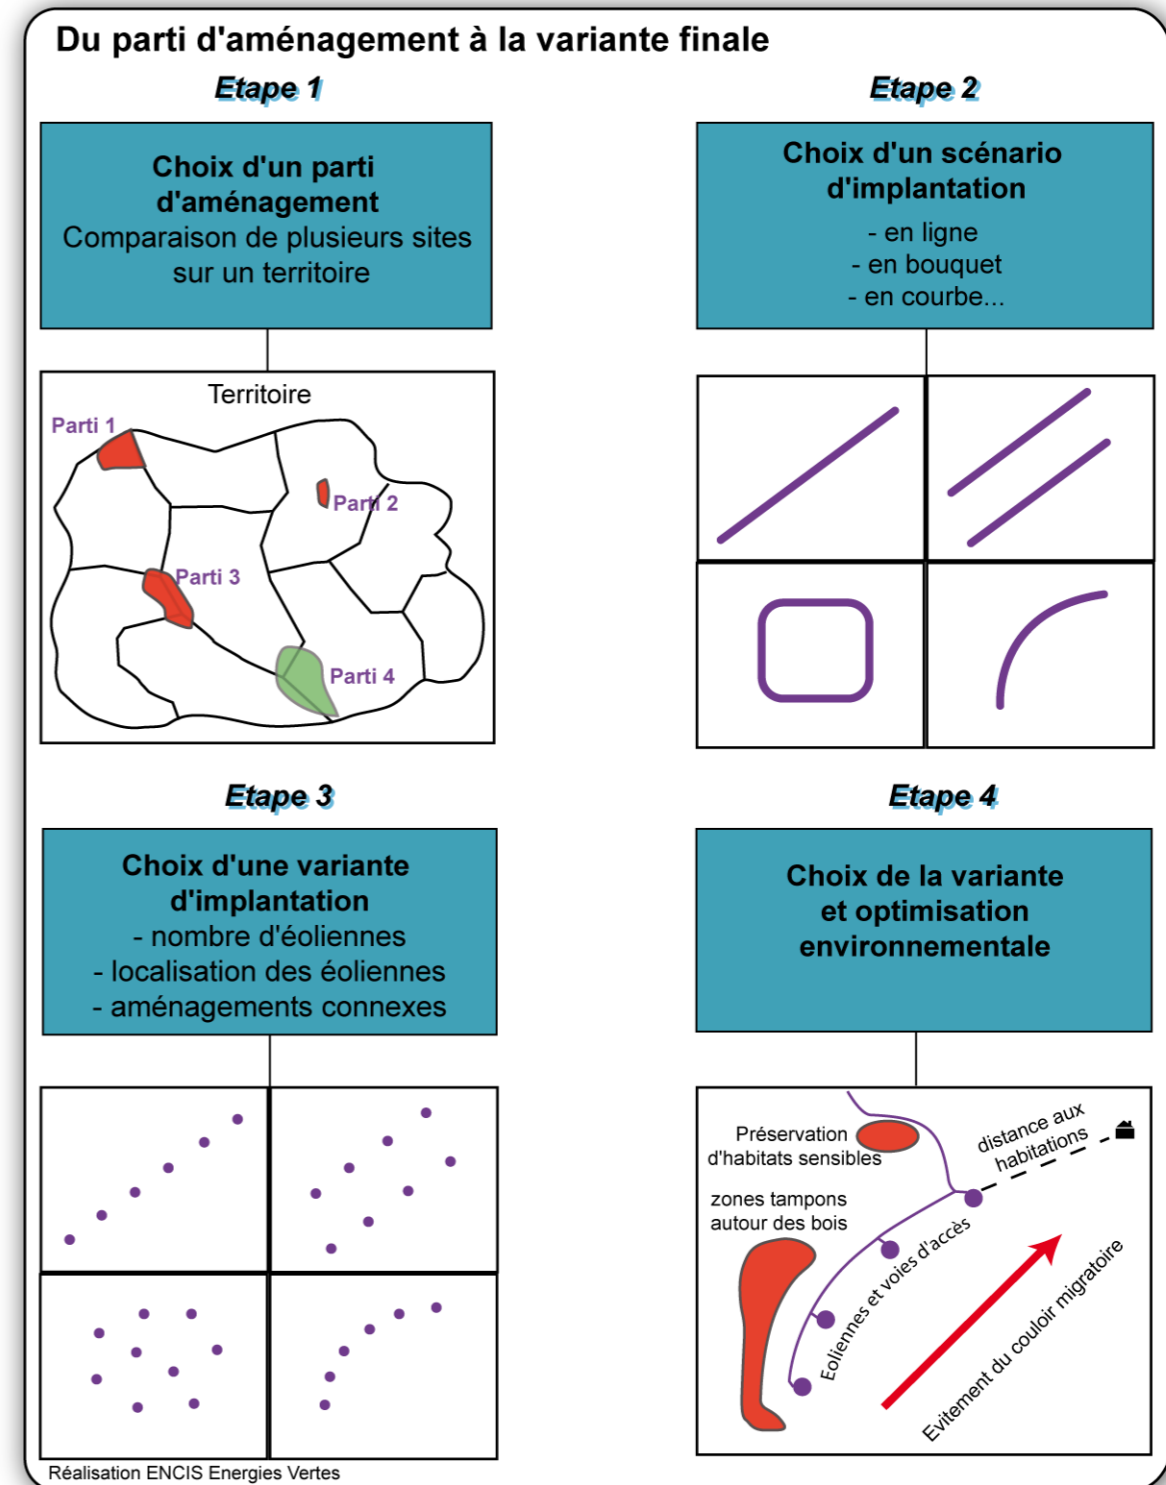 Du parti d'aménagement à la variante finale
Etape 1
Choix d'un parti
d'aménagement
Comparaison de plusieurs sites
sur un territoire
Territoire
Parti 1
Parti 2
Parti 3
Parti 4
Etape 2
Choix d'un scénario
d'implantation
- en ligne
- en bouquet
- en courbe...
Etape 3
Choix d'une variante
d'implantation
- nombre d'éoliennes
- localisation des éoliennes
- aménagements connexes
Etape 4
Choix de la variante
et optimisation
environnementale
Préservation
d'habitats sensibles
distance aux
habitations
zones tampons
autour des bois
Eoliennes et voies d'accès
Evitement du couloir migratoire
Réalisation ENCIS Energies Vertes